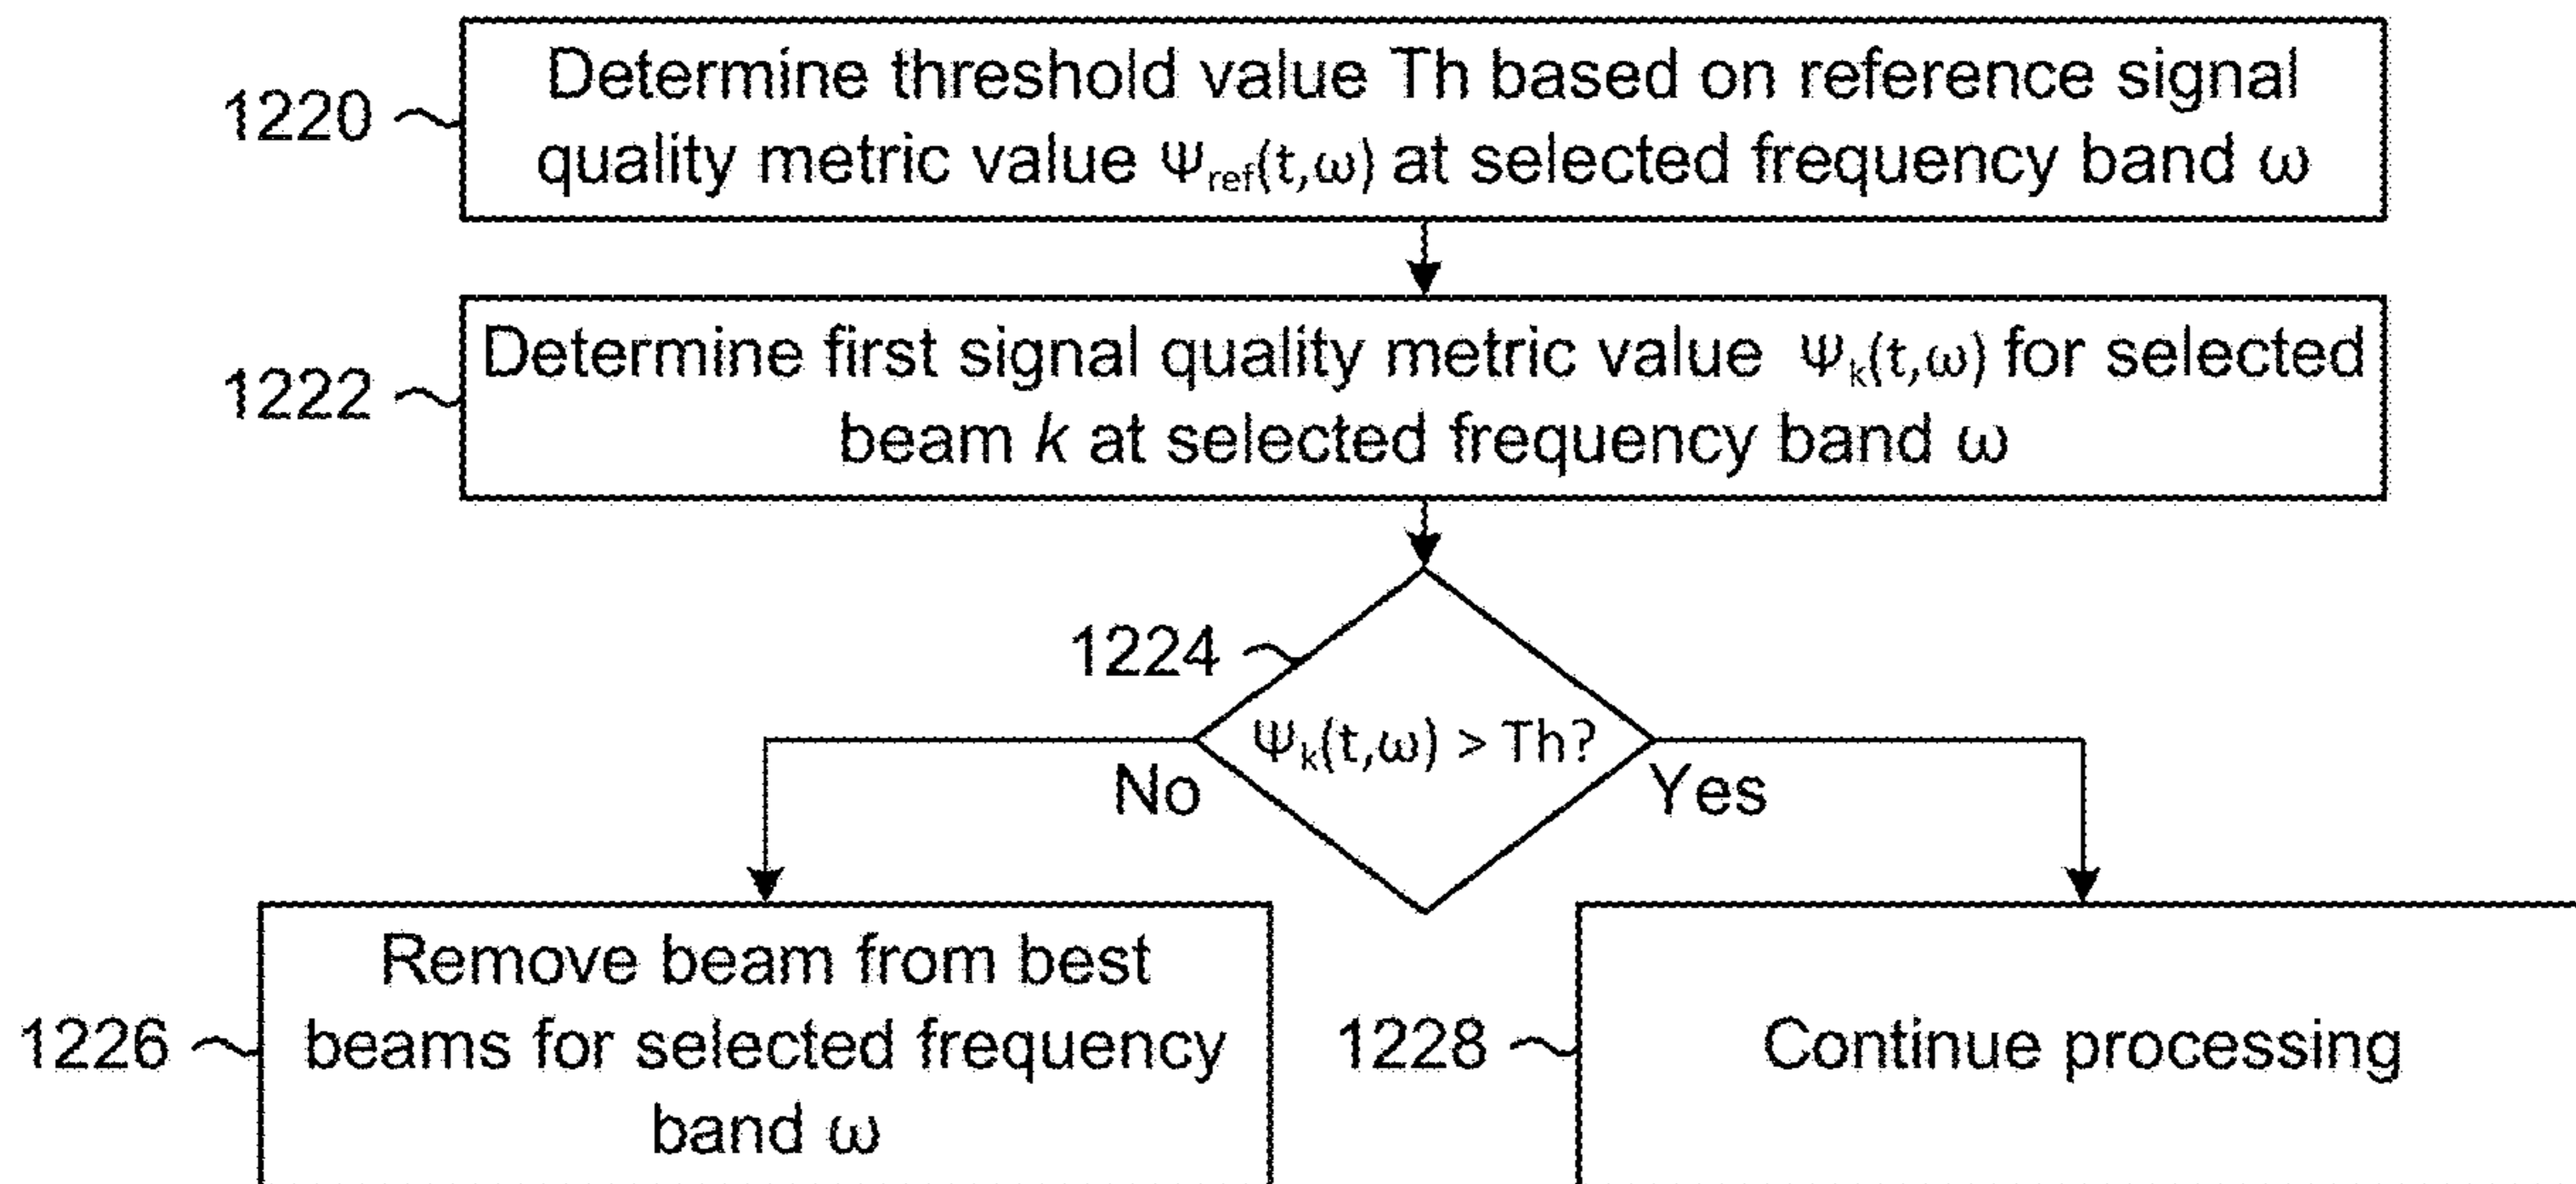 Determine threshold value Th based on reference signal
1220
quality metric value Ψref(t,ω) at selected frequency band ω
Determine first signal quality metric value Ψk(t,ω) for selected
1222
beam k at selected frequency band ω
1224
Ψk(t,ω) > Th?
No
Yes
Remove beam from best
1226
beams for selected frequency
band ω
1228
Continue processing